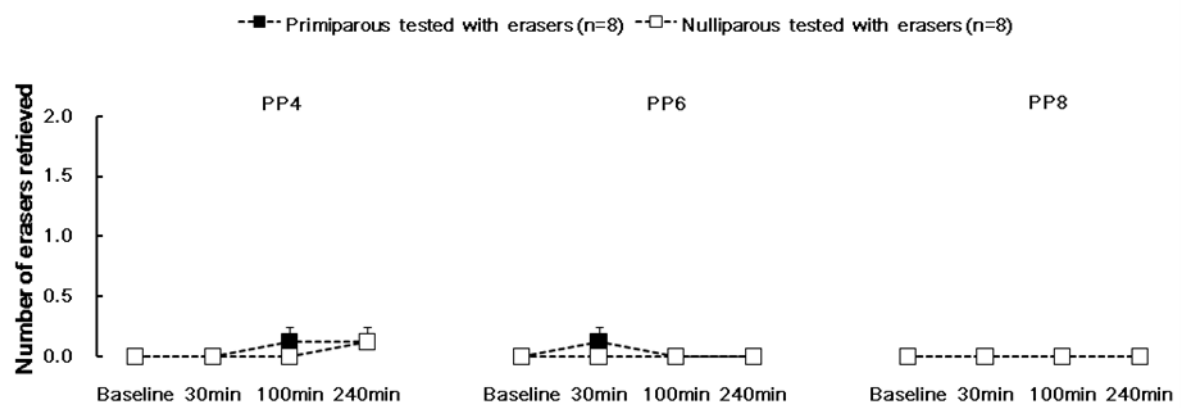 Primiparous tested with erasers (n=8) Nulliparous tested with erasers (n=8)
PP4 PP6 PP8
Number of erasers retrieved
2.0
1.5
1.0
0.5
0.0
Baseline 30min 100min 240min Baseline 30min 100min 240min Baseline 30min 100min 240min